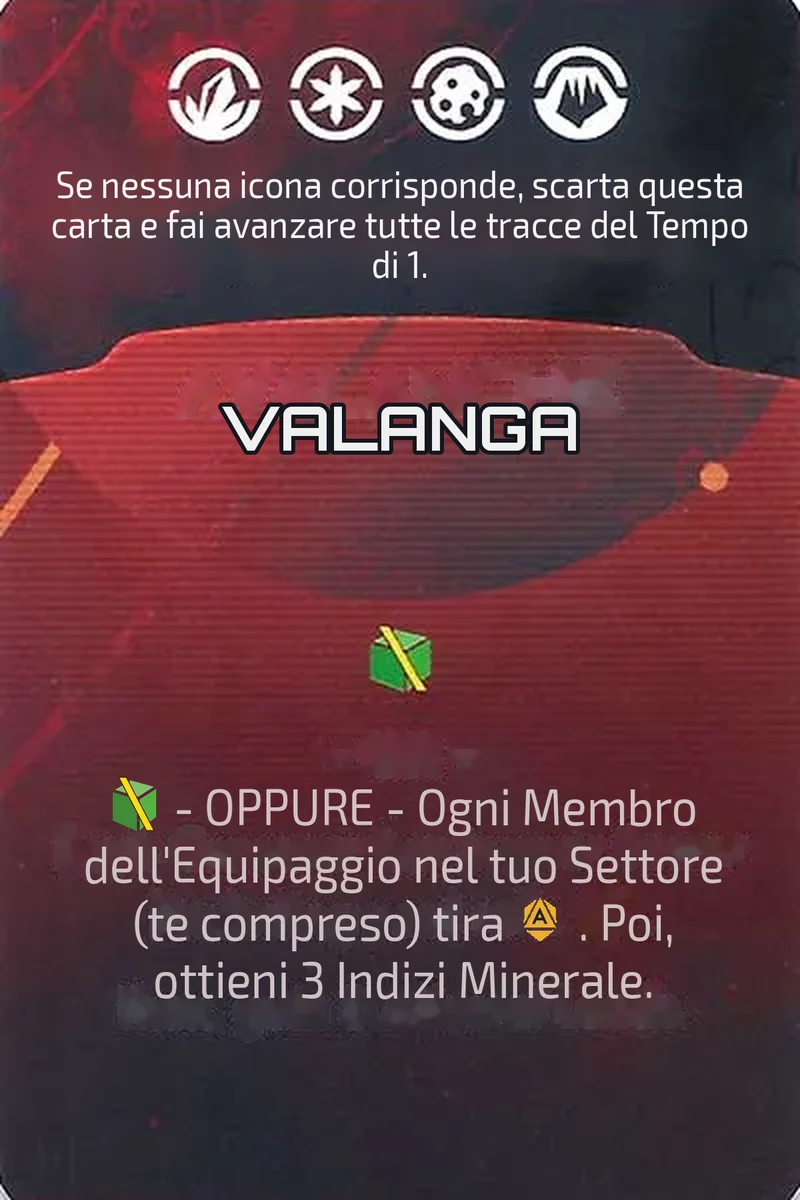 Se nessuna icona corrisponde, scarta questa
carta e fai avanzare tutte le tracce del Tempo
di 1.
VALANGA
- OPPURE - Ogni Membro
dell'Equipaggio nel tuo Settore
(te compreso) tira A . Poi,
ottieni 3 Indizi Minerale.